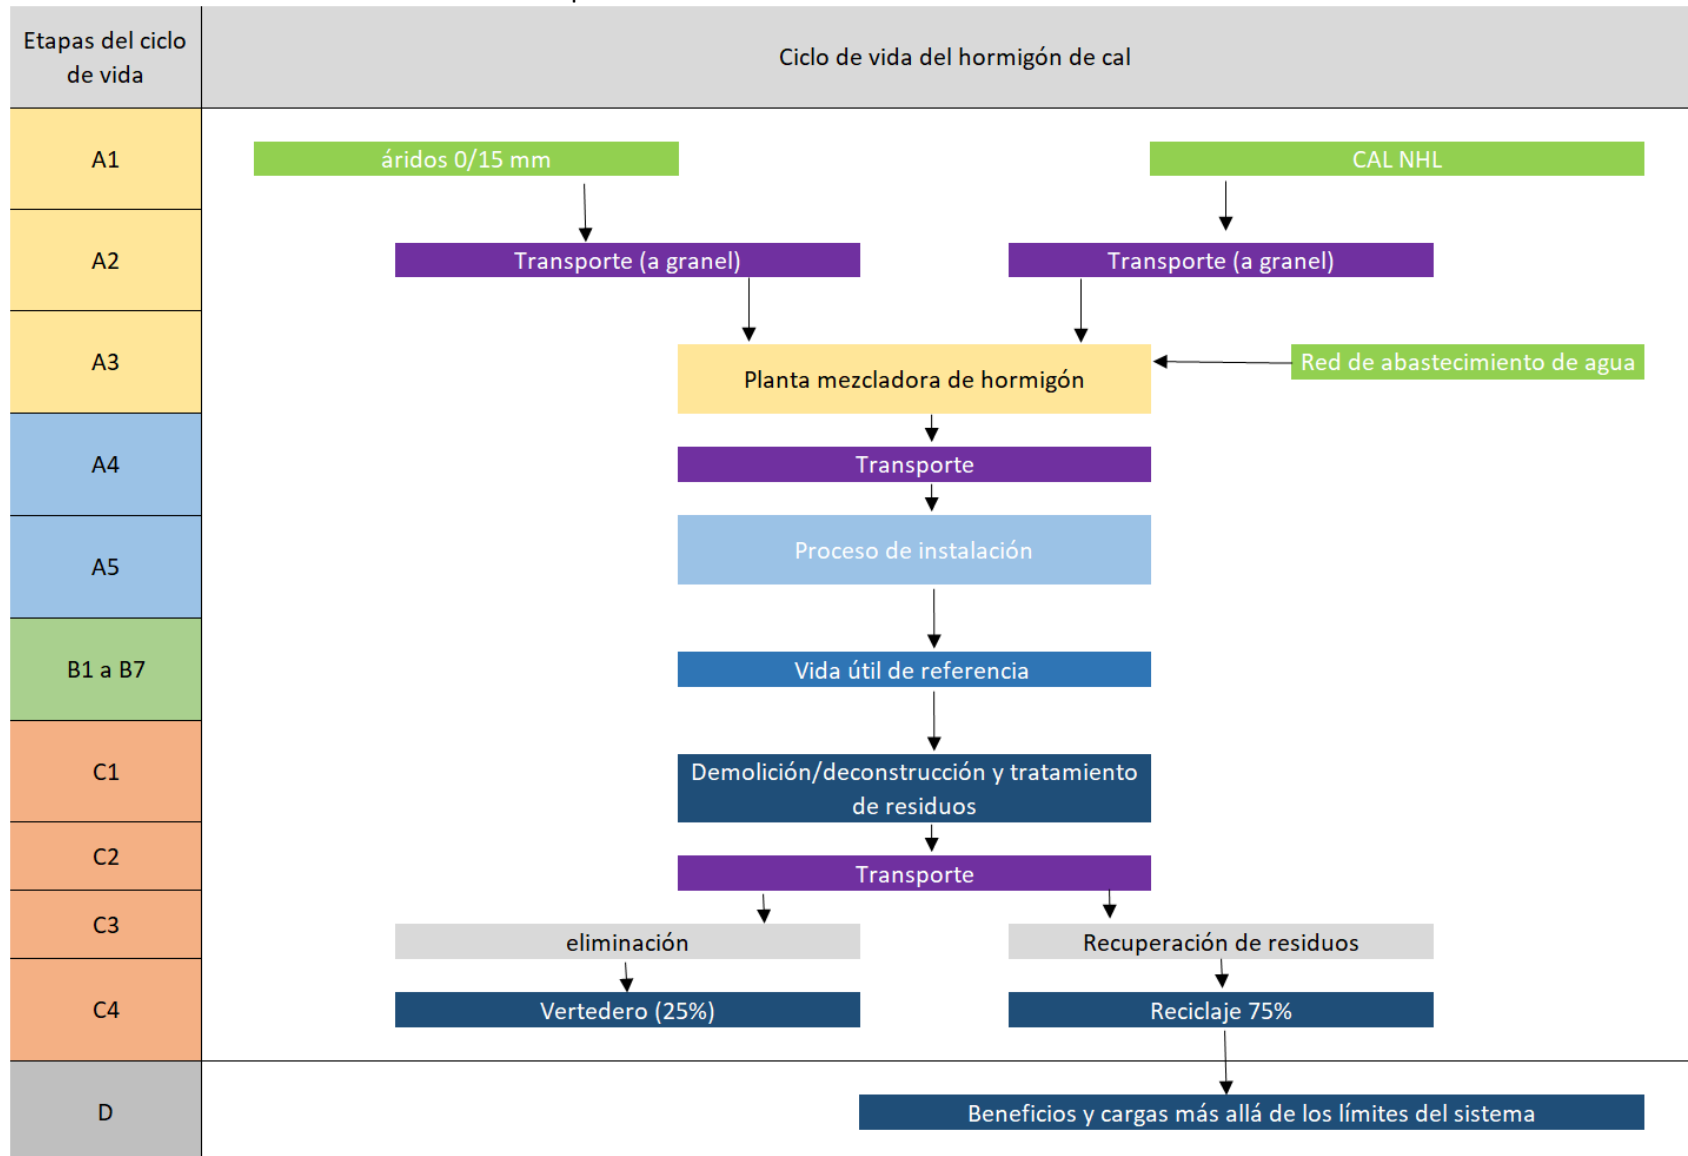 Etapas del ciclo
de vida
Ciclo de vida del hormigón de cal
A1
áridos 0/15 mm
CAL NHL
A2
Transporte (a granel)
Transporte (a granel)
A3
Planta mezcladora de hormigón
Red de abastecimiento de agua
A4
Transporte
A5
Proceso de instalación
B1 a B7
Vida útil de referencia
C1
Demolición/deconstrucción y tratamiento
de residuos
C2
Transporte
C3
eliminación
Recuperación de residuos
C4
Vertedero (25%)
Reciclaje 75%
D
Beneficios y cargas más allá de los límites del sistema